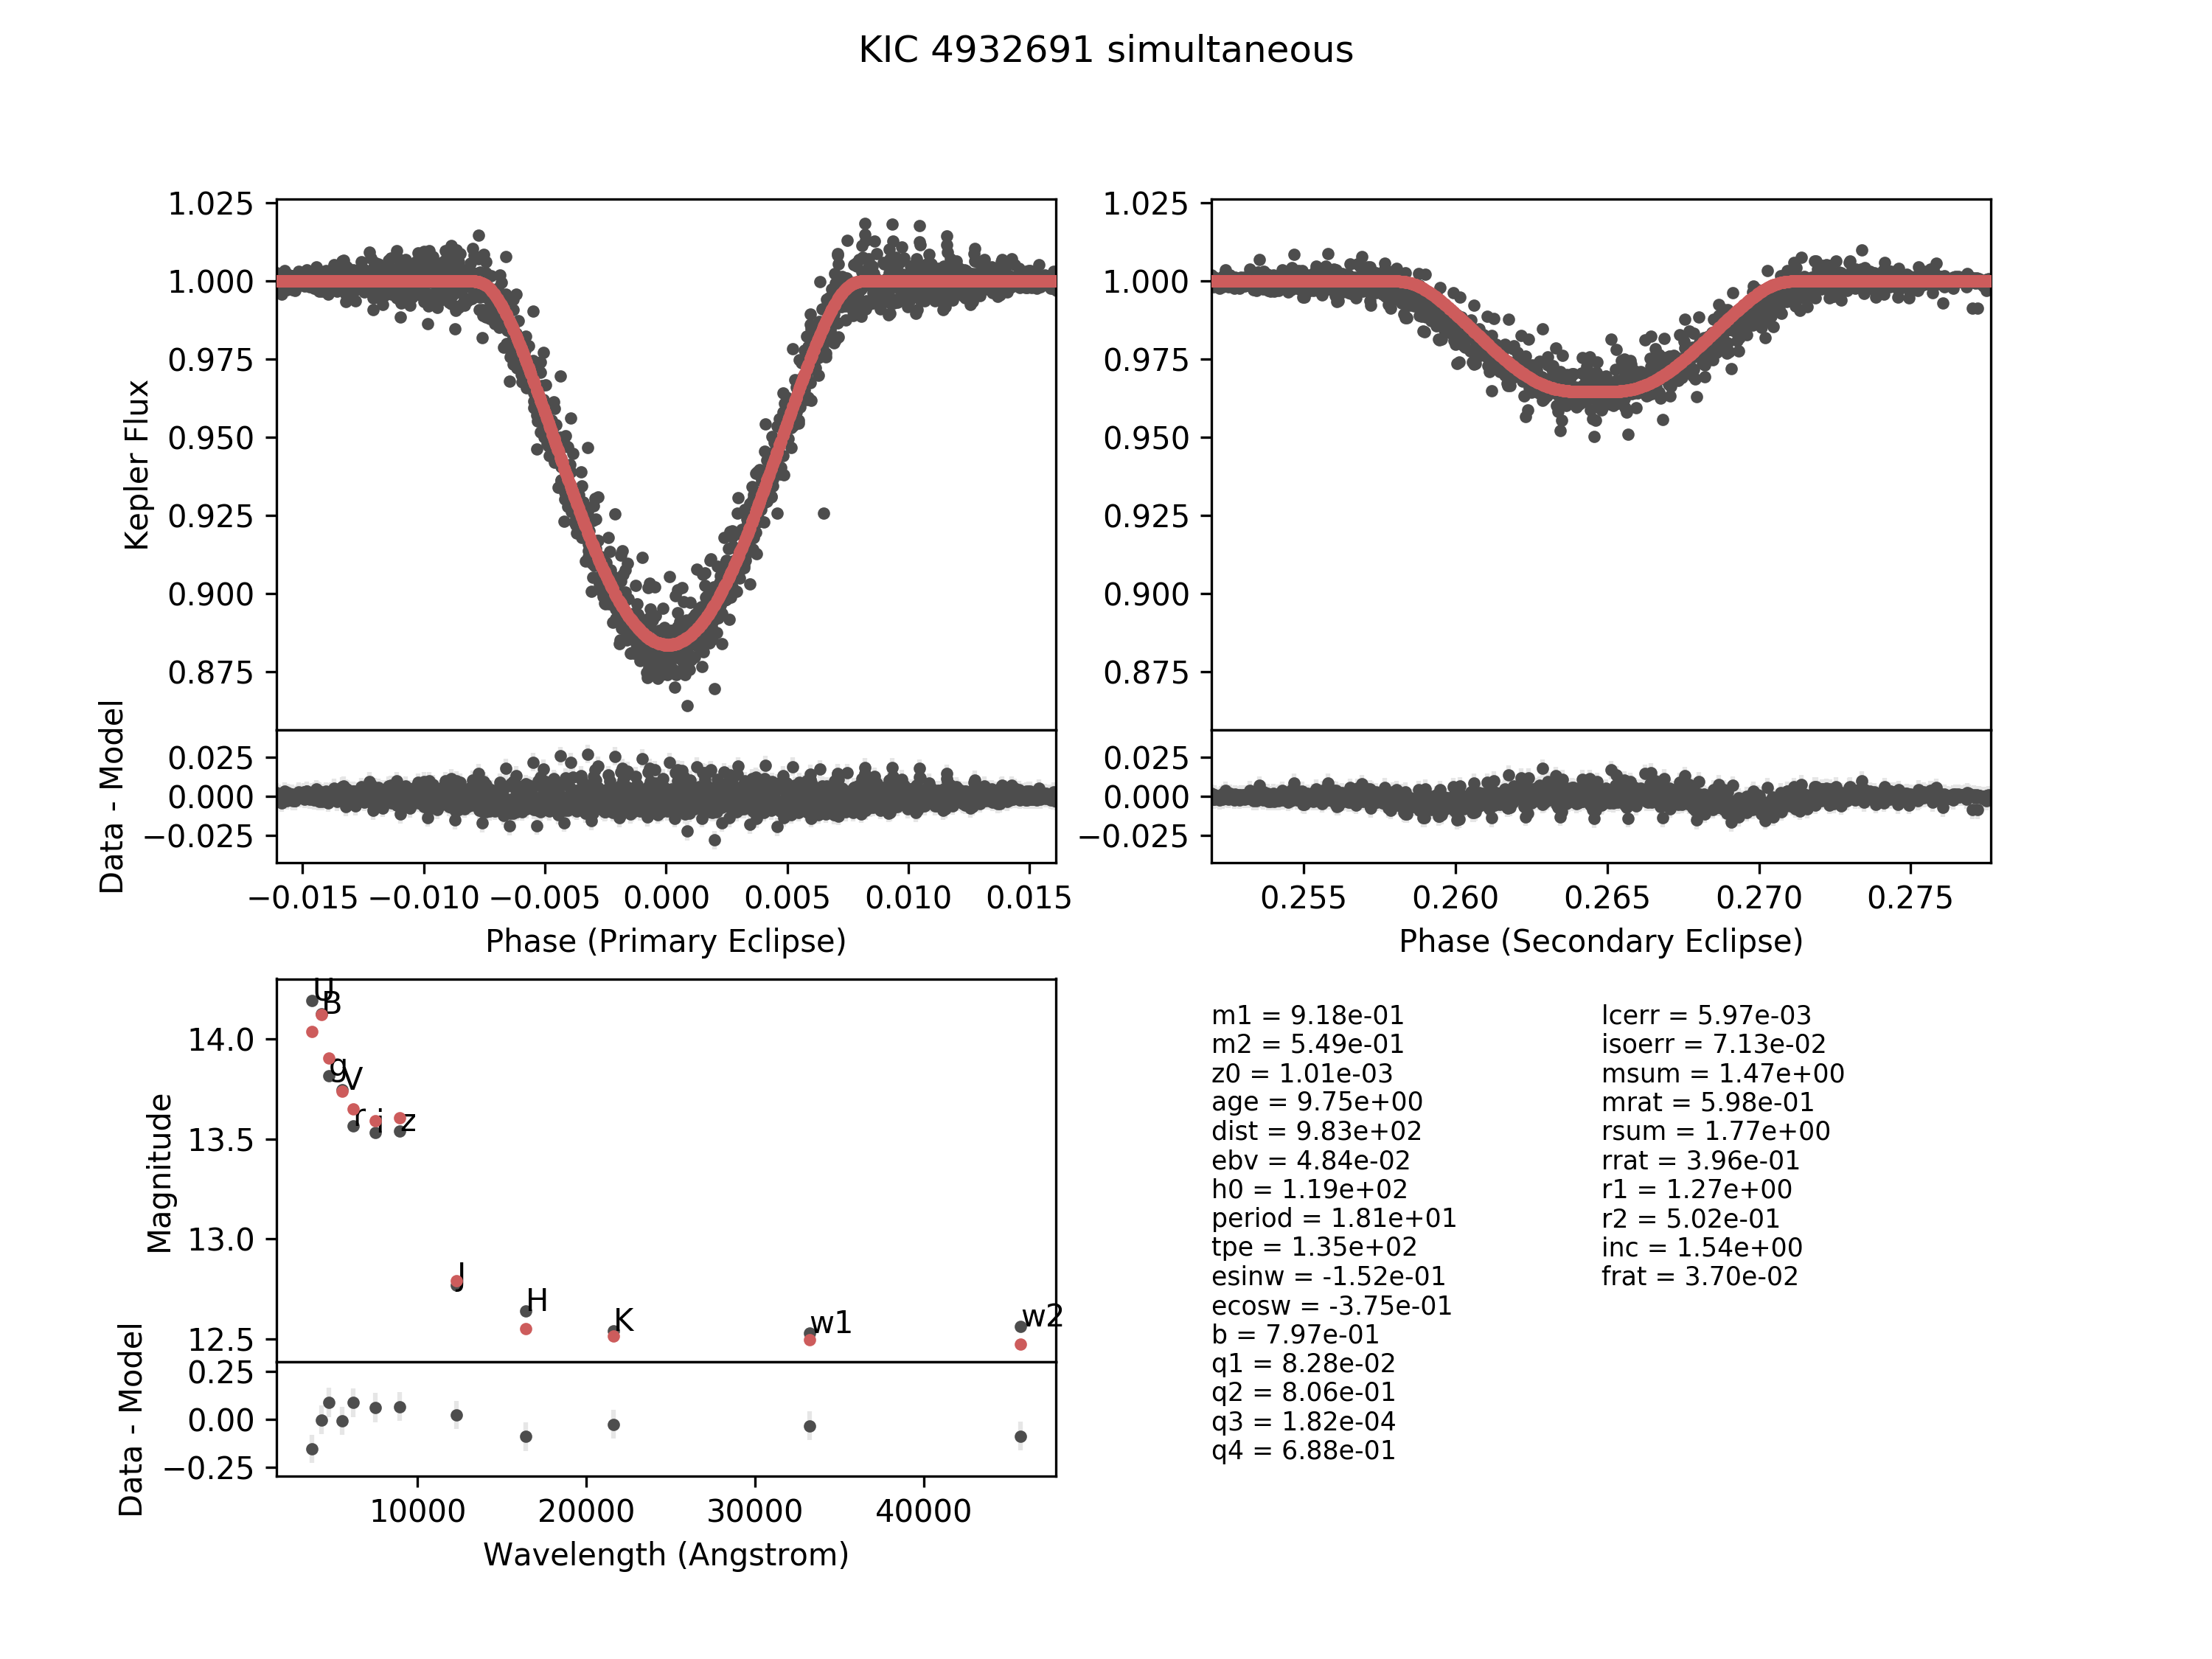 KIC 4932691 simultaneous
1.025
1.000
0.975
0.950
0.925
0.900
0.875
Kepler Flux
0.025
0.000
−0.025
Data - Model
−0.015 −0.010 −0.005 0.000 0.005 0.010 0.015
Phase (Primary Eclipse)
1.025
1.000
0.975
0.950
0.925
0.900
0.875
0.025
0.000
−0.025
0.255 0.260 0.265 0.270 0.275
Phase (Secondary Eclipse)
14.0
13.5
13.0
12.5
Magnitude
U
B
g
V
r i z
J
H
K
w1
w2
0.25
0.00
−0.25
Data - Model
10000 20000 30000 40000
Wavelength (Angstrom)
m1 = 9.18e-01
m2 = 5.49e-01
z0 = 1.01e-03
age = 9.75e+00
dist = 9.83e+02
ebv = 4.84e-02
h0 = 1.19e+02
period = 1.81e+01
tpe = 1.35e+02
esinw = -1.52e-01
ecosw = -3.75e-01
b = 7.97e-01
q1 = 8.28e-02
q2 = 8.06e-01
q3 = 1.82e-04
q4 = 6.88e-01
lcerr = 5.97e-03
isoerr = 7.13e-02
msum = 1.47e+00
mrat = 5.98e-01
rsum = 1.77e+00
rrat = 3.96e-01
r1 = 1.27e+00
r2 = 5.02e-01
inc = 1.54e+00
frat = 3.70e-02